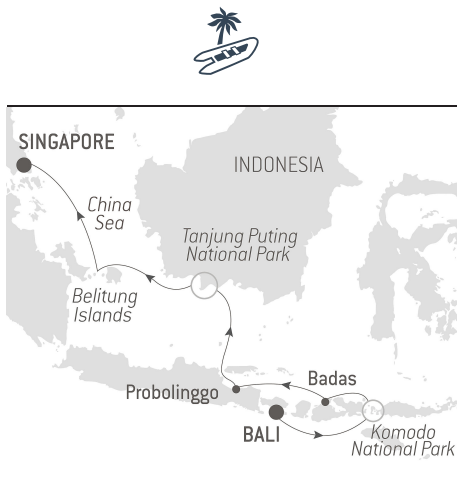 SINGAPORE
INDONESIA
China
Sea
Tanjung Puting
National Park
Belitung
Islands
Probolinggo
Badas
BALI
Komodo
National Park